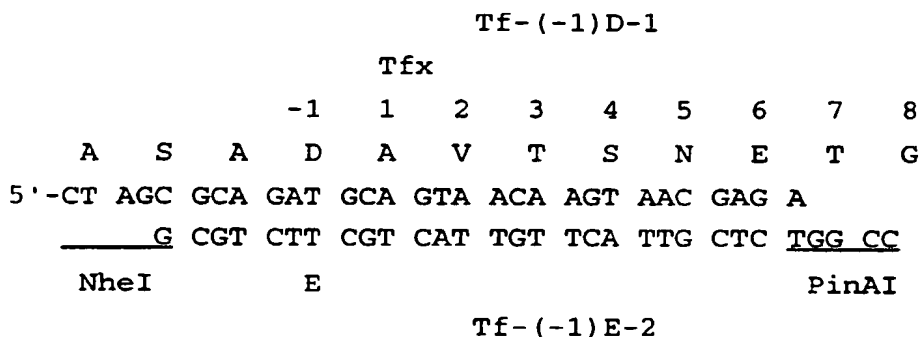 Tf-(-1)D-1
Tfx
-1 1 2 3 4 5 6 7 8
A S A D A V T S N E T G
5'-CT AGC GCA GAT GCA GTA ACA AGT AAC GAG A
G CGT CTT CGT CAT TGT TCA TTG CTC TGG CC
NheI E PinAI
Tf-(-1)E-2